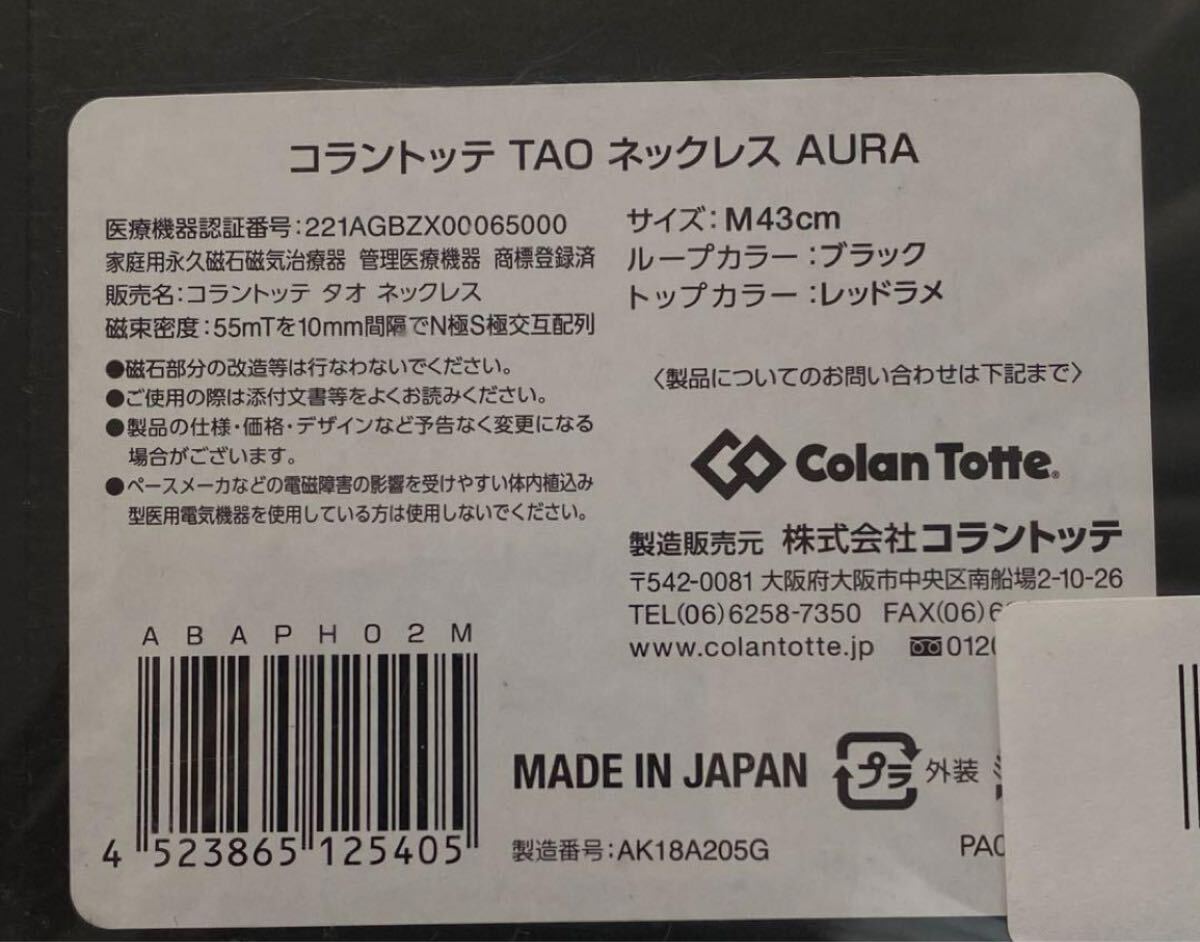 コラントッテ TAO ネックレス AURA
医療機器認証番号:221AGBZX00065000
家庭用永久磁石磁気治療器 管理医療機器 商標登録済
販売名:コラントッテ タオ ネックレス
磁束密度:55mTを10mm間隔でN極S極交互配列
●磁石部分の改造等は行なわないでください。
●ご使用の際は添付文書等をよくお読みください。
●製品の仕様・価格・デザインなど予告なく変更になる
場合がございます。
●ペースメーカなどの電磁障害の影響を受けやすい体内植込み
型医用電気機器を使用している方は使用しないでください。
サイズ:M43cm
ループカラー:ブラック
トップカラー:レッドラメ
〈製品についてのお問い合わせは下記まで〉
Colan Totte®
製造販売元 株式会社コラントッテ
〒542-0081 大阪府大阪市中央区南船場2-10-26
TEL(06)6258-7350 FAX(06)6
www.colantotte.jp 012
ABAPH02M
4 523865 125405
MADE IN JAPAN プラ 外装
製造番号:AK18A205G
PA